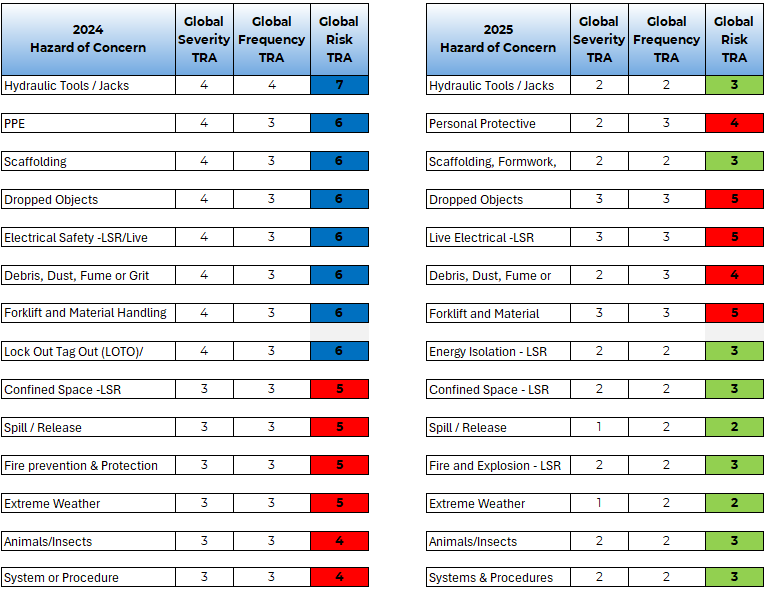 2024
Hazard of Concern
Global
Severity
TRA
Global
Frequency
TRA
Global
Risk
TRA
Hydraulic Tools / Jacks 4 4 7
PPE 4 3 6
Scaffolding 4 3 6
Dropped Objects 4 3 6
Electrical Safety -LSR/Live 4 3 6
Debris, Dust, Fume or Grit 4 3 6
Forklift and Material Handling 4 3 6
Lock Out Tag Out (LOTO)/ 4 3 6
Confined Space -LSR 3 3 5
Spill / Release 3 3 5
Fire prevention & Protection 3 3 5
Extreme Weather 3 3 5
Animals/Insects 3 3 4
System or Procedure 3 3 4
2025
Hazard of Concern
Global
Severity
TRA
Global
Frequency
TRA
Global
Risk
TRA
Hydraulic Tools / Jacks 2 2 3
Personal Protective 2 3 4
Scaffolding, Formwork, 2 2 3
Dropped Objects 3 3 5
Live Electrical -LSR 3 3 5
Debris, Dust, Fume or 2 3 4
Forklift and Material 3 3 5
Energy Isolation - LSR 2 2 3
Confined Space - LSR 2 2 3
Spill / Release 1 2 2
Fire and Explosion - LSR 2 2 3
Extreme Weather 1 2 2
Animals/Insects 2 2 3
Systems & Procedures 2 2 3